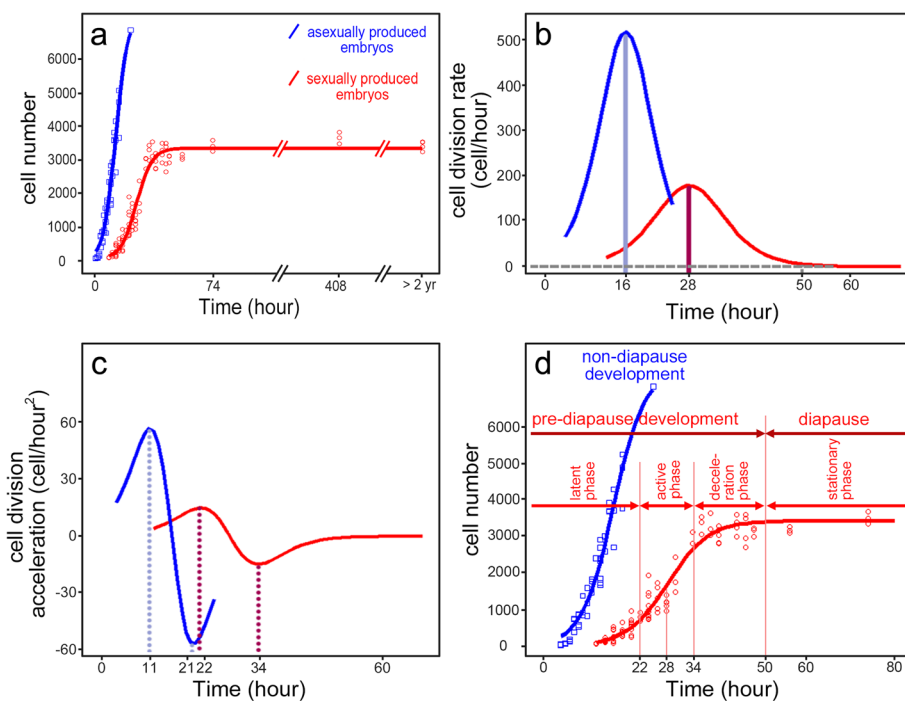 a
asexually produced
embryos
sexually produced
embryos
6000
5000
4000
3000
2000
1000
0
cell number
0
74
408
> 2 yr
Time (hour)
b
500
400
300
200
100
0
cell division rate
(cell/hour)
0
16
28
50
60
Time (hour)
c
60
30
0
-30
-60
cell division
acceleration (cell/hour2)
0
11
21
22
34
60
Time (hour)
d
non-diapause
development
pre-diapause development
diapause
latent
phase
active
phase
decele-
ration phase
stationary
phase
6000
5000
4000
3000
2000
1000
0
cell number
0
22
28
34
50
60
80
Time (hour)